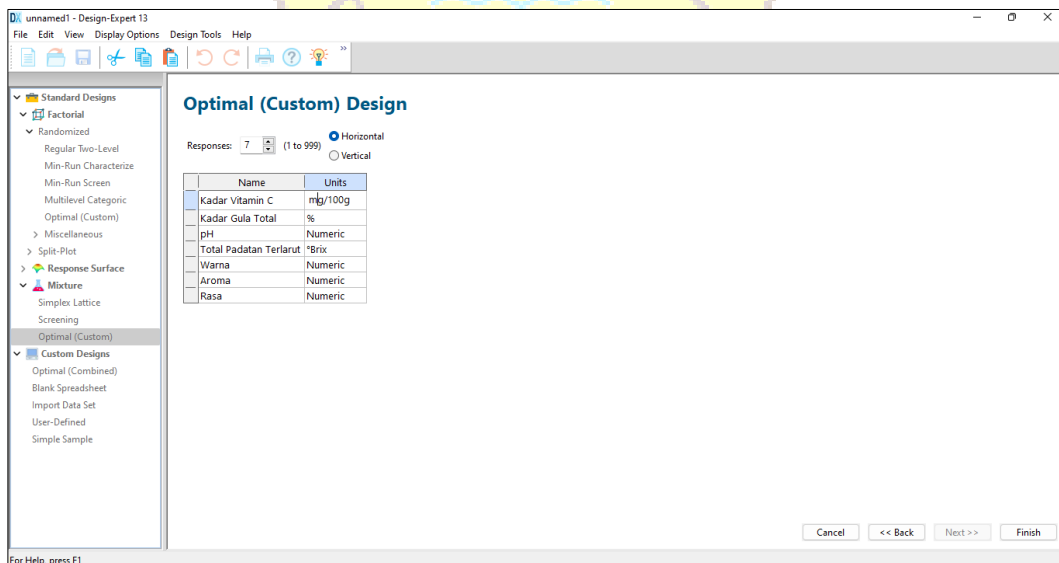 DX unnamed1 - Design-Expert 13
File Edit View Display Options Design Tools Help
»
Standard Designs
Factorial
Randomized
Regular Two-Level
Min-Run Characterize
Min-Run Screen
Multilevel Categoric
Optimal (Custom)
Miscellaneous
Split-Plot
Response Surface
Mixture
Simplex Lattice
Screening
Optimal (Custom)
Custom Designs
Optimal (Combined)
Blank Spreadsheet
Import Data Set
User-Defined
Simple Sample
Optimal (Custom) Design
Responses: 7 (1 to 999)
Horizontal
Vertical
Name Units
Kadar Vitamin C mg/100g
Kadar Gula Total %
pH Numeric
Total Padatan Terlarut °Brix
Warna Numeric
Aroma Numeric
Rasa Numeric
Cancel << Back Next >> Finish
For Help, press F1